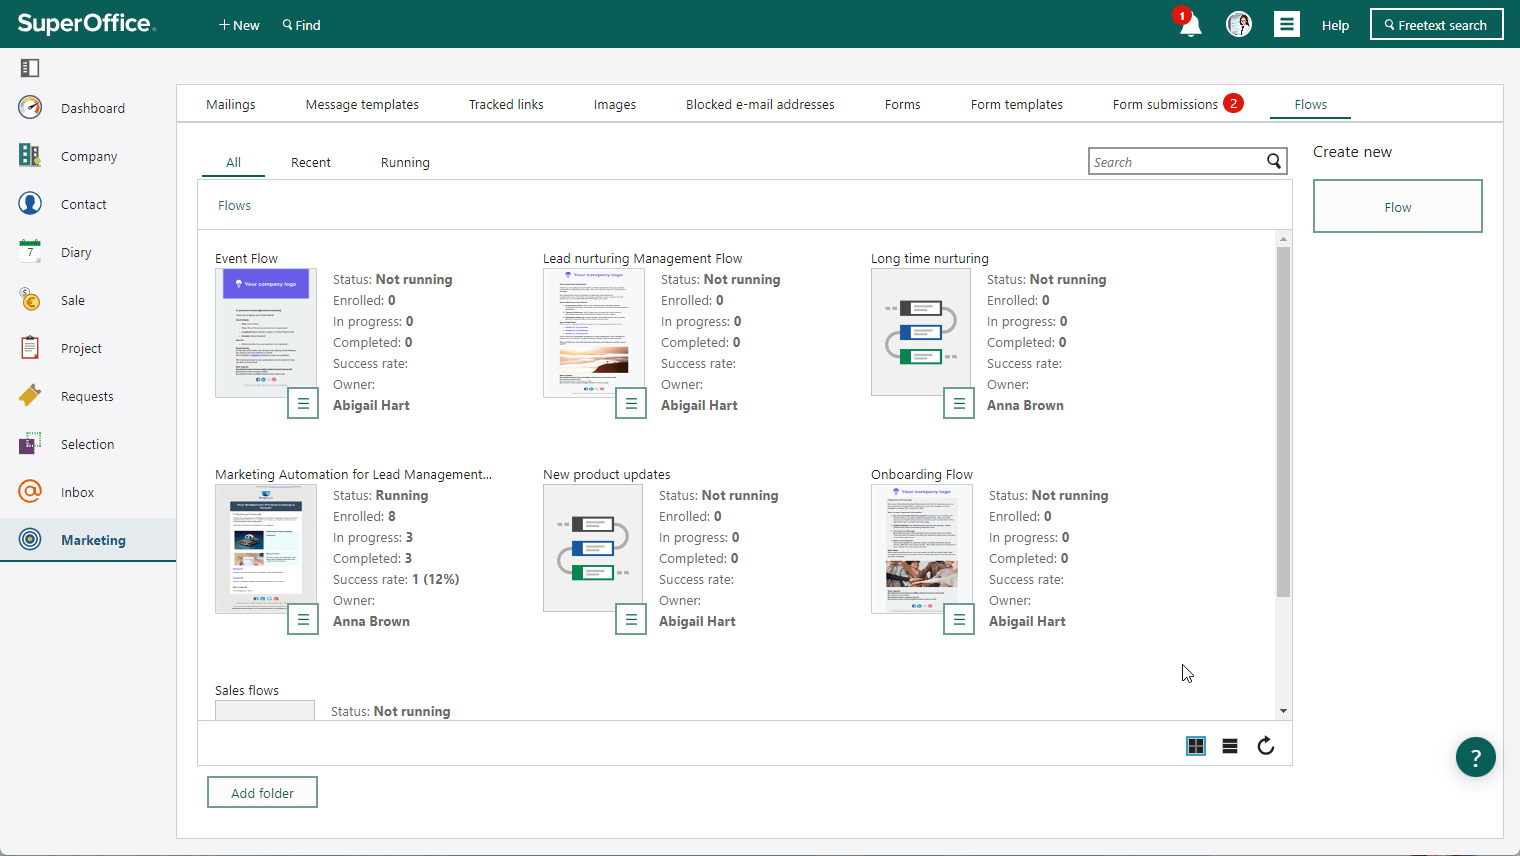 SuperOffice.
+ New
Find
1
Help
Freetext search
Dashboard
Company
Contact
7
Diary
Sale
Project
Requests
Selection
Inbox
Marketing
Mailings
Message templates
Tracked links
Images
Blocked e-mail addresses
Forms
Form templates
Form submissions 2
Flows
All
Recent
Running
Search
Create new
Flow
Flows
Event Flow
Your company logo
Status: Not running
Enrolled: 0
In progress: 0
Completed: 0
Success rate:
Owner:
Abigail Hart
Lead nurturing Management Flow
Your company logo
Status: Not running
Enrolled: 0
In progress: 0
Completed: 0
Success rate:
Owner:
Abigail Hart
Long time nurturing
Status: Not running
Enrolled: 0
In progress: 0
Completed: 0
Success rate:
Owner:
Anna Brown
Marketing Automation for Lead Management...
Status: Running
Enrolled: 8
In progress: 3
Completed: 3
Success rate: 1 (12%)
Owner:
Anna Brown
New product updates
Status: Not running
Enrolled: 0
In progress: 0
Completed: 0
Success rate:
Owner:
Abigail Hart
Onboarding Flow
Your company logo
Status: Not running
Enrolled: 0
In progress: 0
Completed: 0
Success rate:
Owner:
Abigail Hart
Sales flows
Status: Not running
Add folder
?